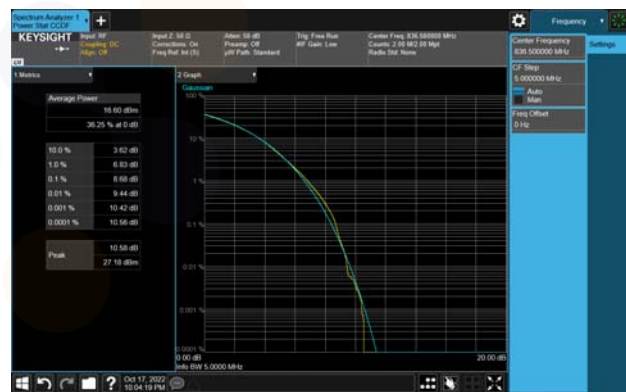 Spectrum Analyzer 1
Power Stat CCDF
Frequency
KEYSIGHT
Input: RF
Coupling: DC
Align: Off
Input Z: 50 Ω
Corrections: On
Freq Ref: Int (S)
Atten: 50 dB
Preamp: Off
µW Path: Standard
Trig: Free Run
#IF Gain: Low
Center Freq: 836.500000 MHz
Counts: 2.00 M/2.00 Mpt
Radio Std: None
LXI
1 Metrics
Average Power
18.60 dBm
36.25 % at 0 dB
10.0 % 3.62 dB
1.0 % 6.83 dB
0.1 % 8.68 dB
0.01 % 9.44 dB
0.001 % 10.42 dB
0.0001 % 10.56 dB
Peak
10.58 dB
27.18 dBm
2 Graph
Gaussian
100 %
10 %
1 %
0.1 %
0.01 %
0.001 %
0.0001 %
0.00 dB
20.00 dB
Info BW 5.0000 MHz
Center Frequency
836.500000 MHz
Settings
CF Step
5.000000 MHz
Auto
Man
Freq Offset
0 Hz
Oct 17, 2022
10:04:19 PM